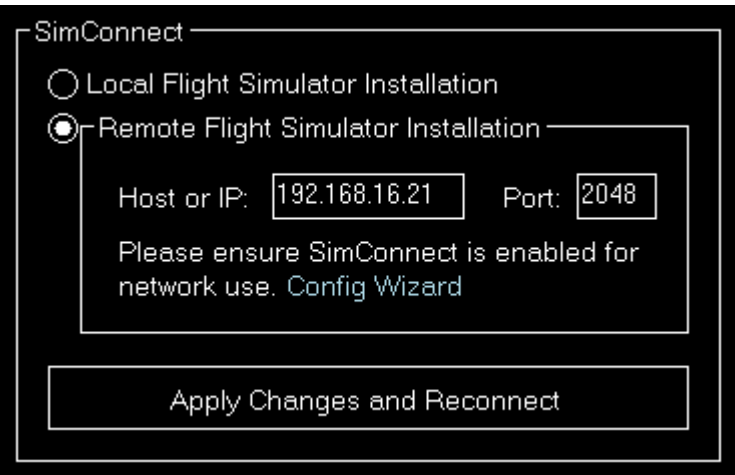 SimConnect
Local Flight Simulator Installation
Remote Flight Simulator Installation
Host or IP: 192.168.16.21 Port: 2048
Please ensure SimConnect is enabled for
network use. Config Wizard
Apply Changes and Reconnect